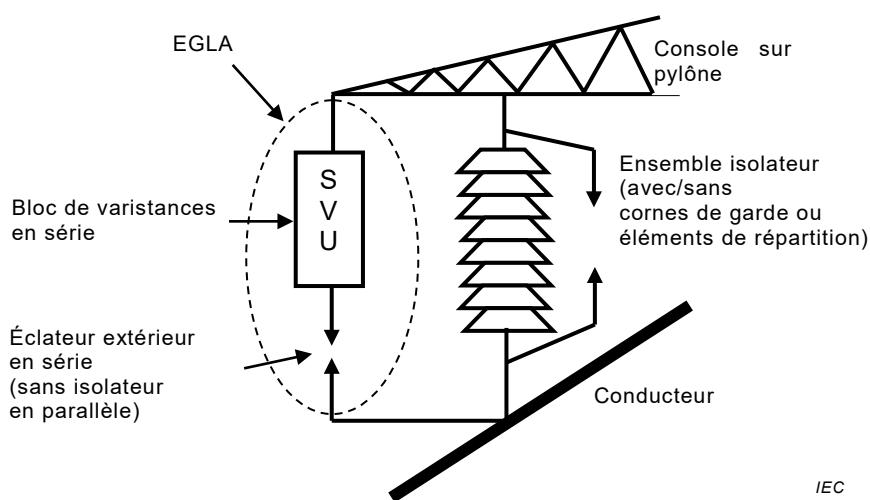 EGLA
Console sur
pylône
S
V
U
Ensemble isolateur
(avec/sans
cornes de garde ou
éléments de répartition)
Bloc de varistances
en série
Éclateur extérieur
en série
(sans isolateur
en parallèle)
Conducteur
IEC